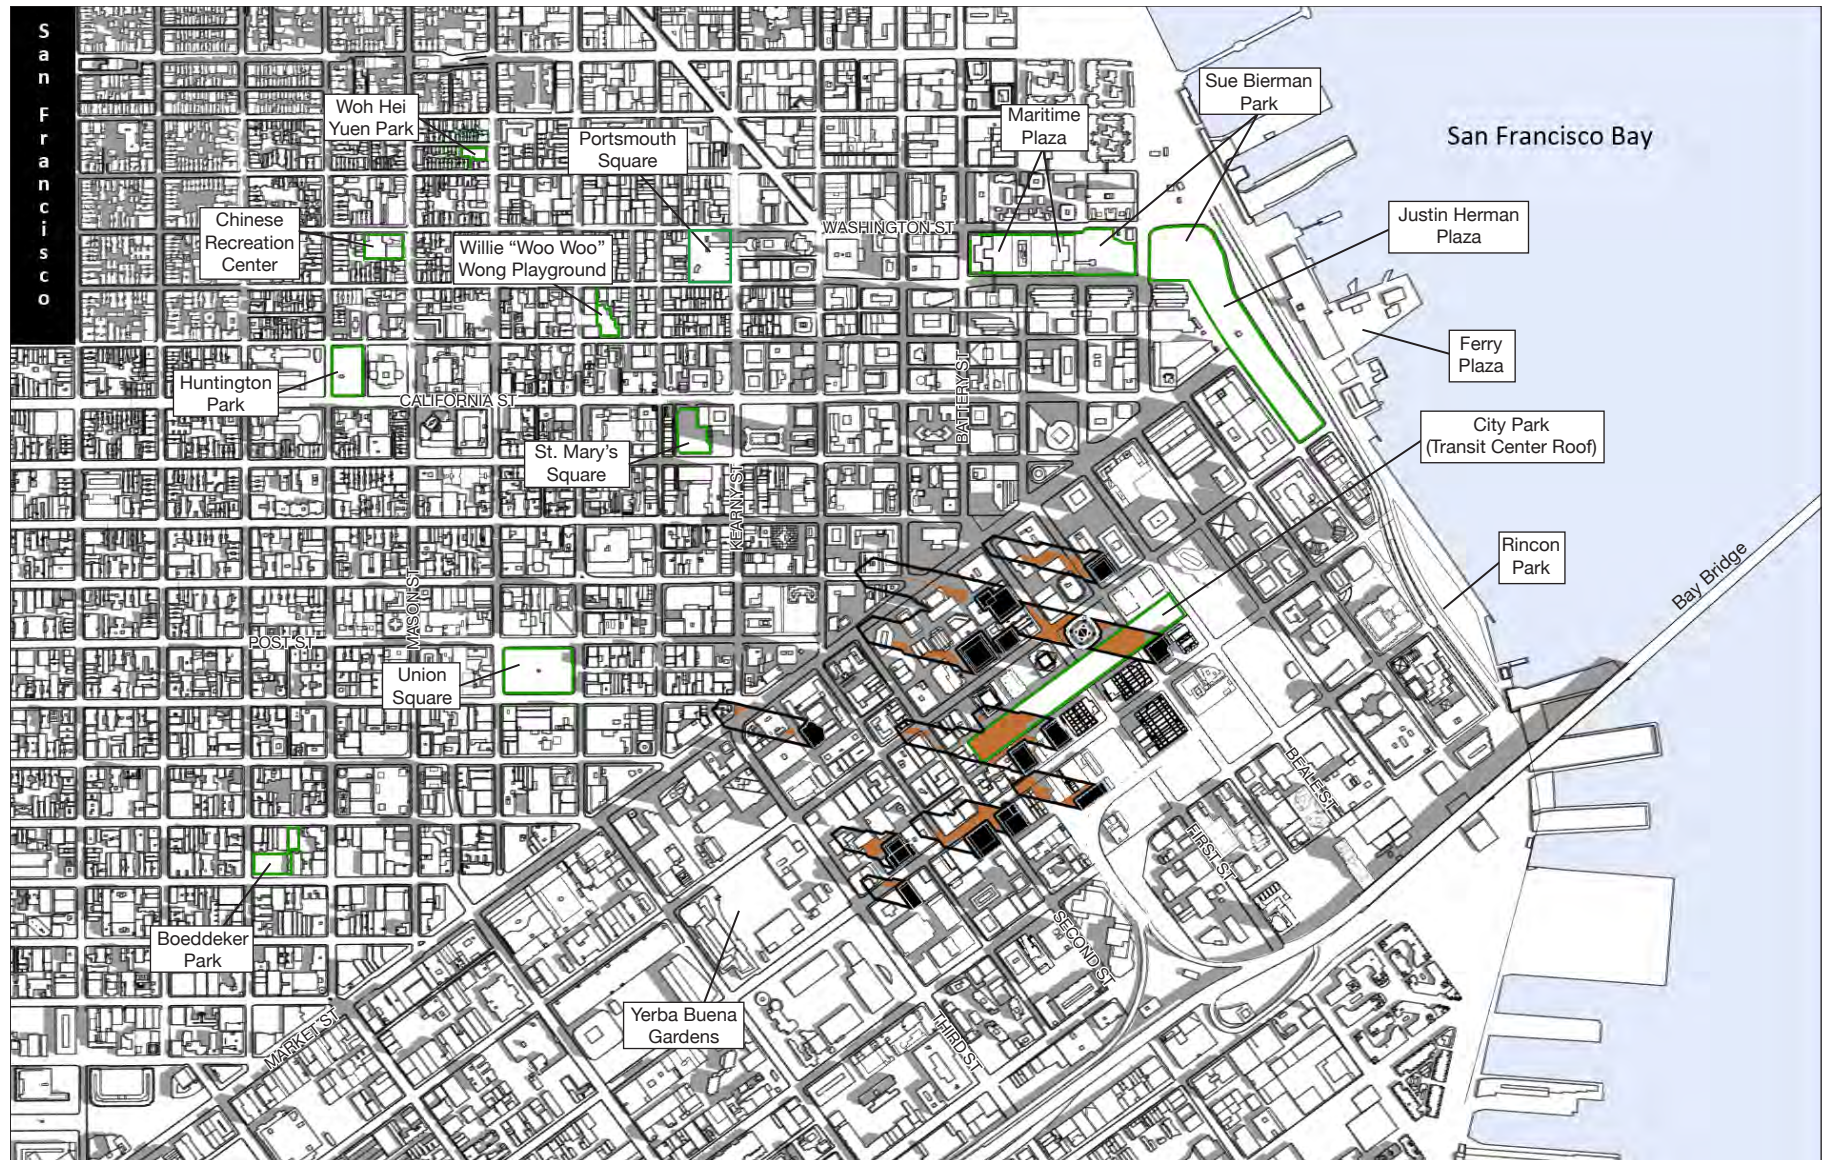 San Francisco
Woh Hei
Yuen Park
Portsmouth
Square
Maritime
Plaza
Sue Bierman
Park
San Francisco Bay
Chinese
Recreation
Center
Willie “Woo Woo”
Wong Playground
WASHINGTON ST
Justin Herman
Plaza
Ferry
Plaza
Huntington
Park
CALIFORNIA ST
BATTERY ST
City Park
(Transit Center Roof)
St. Mary’s
Square
KEARNY ST
Rincon
Park
Bay Bridge
MASON ST
POST ST
Union
Square
BEALE ST
FIRST ST
Boeddeker
Park
SECOND ST
Yerba Buena
Gardens
MARKET ST
THIRD ST